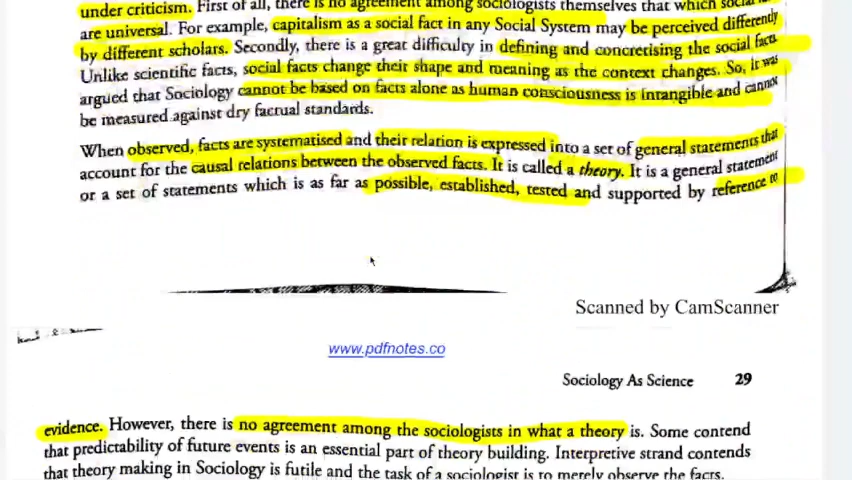 under criticism. First of all, there is no agreement among sociologists themselves that which social
are universal. For example, capitalism as a social fact in any Social System may be perceived differently
by different scholars. Secondly, there is a great difficulty in defining and concretising the social facts.
Unlike scientific facts, social facts change their shape and meaning as the context changes. So, it was
argued that Sociology cannot be based on facts alone as human consciousness is intangible and cannot
be measured against dry factual standards.
When observed, facts are systematised and their relation is expressed into a set of general statements that
account for the causal relations between the observed facts. It is called a theory. It is a general statement
or a set of statements which is as far as possible, established, tested and supported by reference to
Scanned by CamScanner
www.pdfnotes.co
Sociology As Science 29
evidence. However, there is no agreement among the sociologists in what a theory is. Some contend
that predictability of future events is an essential part of theory building. Interpretive strand contends
that theory making in Sociology is futile and the task of a sociologist is to merely observe the facts.